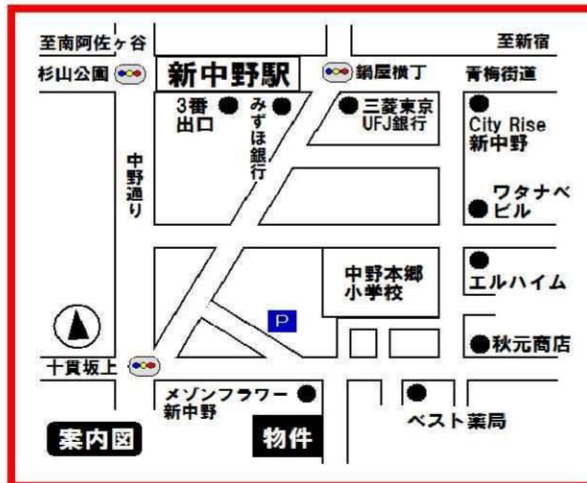 至南阿佐ヶ谷
至新宿
杉山公園
新中野駅
鍋屋横丁
青梅街道
3番
出口
みずほ銀行
三菱東京
UFJ銀行
City Rise
新中野
中野通り
ワタナベ
ビル
中野本郷
小学校
エルハイム
P
秋元商店
十貫坂上
メゾンフラワー
新中野
ベスト薬局
案内図
物件